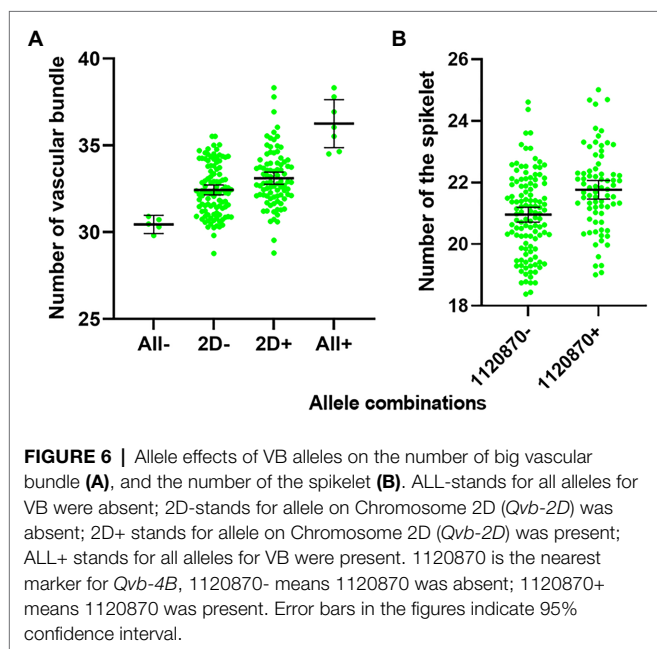 A
B
Number of vascular bundle
40
35
30
25
All-
2D-
2D+
All+
Number of the spikelet
26
24
22
20
18
1120870-
1120870+
Allele combinations
FIGURE 6 | Allele effects of VB alleles on the number of big vascular
bundle (A), and the number of the spikelet (B). ALL-stands for all alleles for
VB were absent; 2D-stands for allele on Chromosome 2D (Qvb-2D) was
absent; 2D+ stands for allele on Chromosome 2D (Qvb-2D) was present;
ALL+ stands for all alleles for VB were present. 1120870 is the nearest
marker for Qvb-4B, 1120870- means 1120870 was absent; 1120870+
means 1120870 was present. Error bars in the figures indicate 95%
confidence interval.